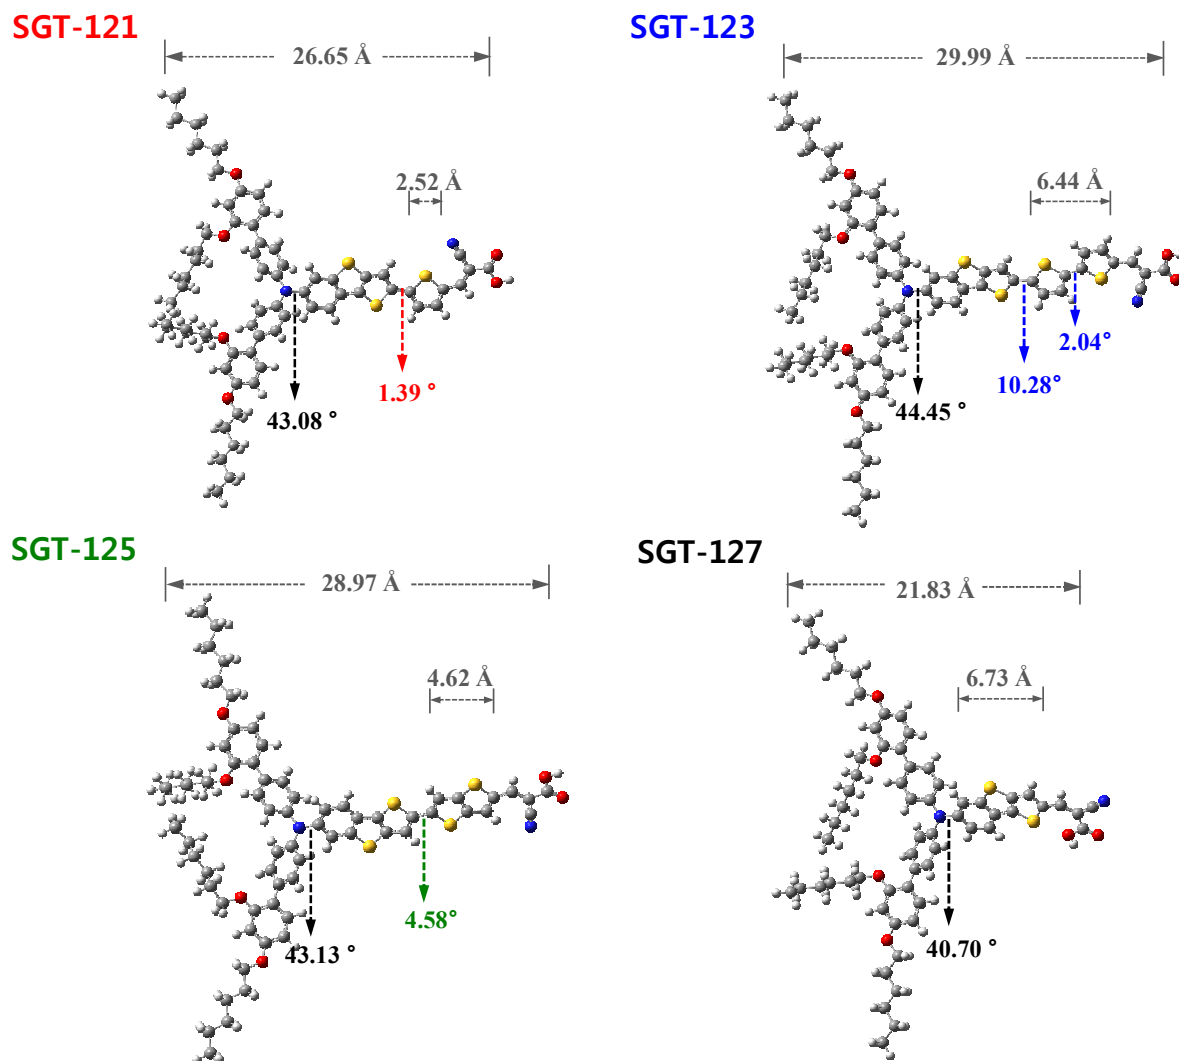 SGT-121
26.65 Å
2.52 Å
1.39 °
43.08 °
SGT-123
29.99 Å
6.44 Å
2.04°
10.28°
44.45 °
SGT-125
28.97 Å
4.62 Å
4.58°
43.13 °
SGT-127
21.83 Å
6.73 Å
40.70 °